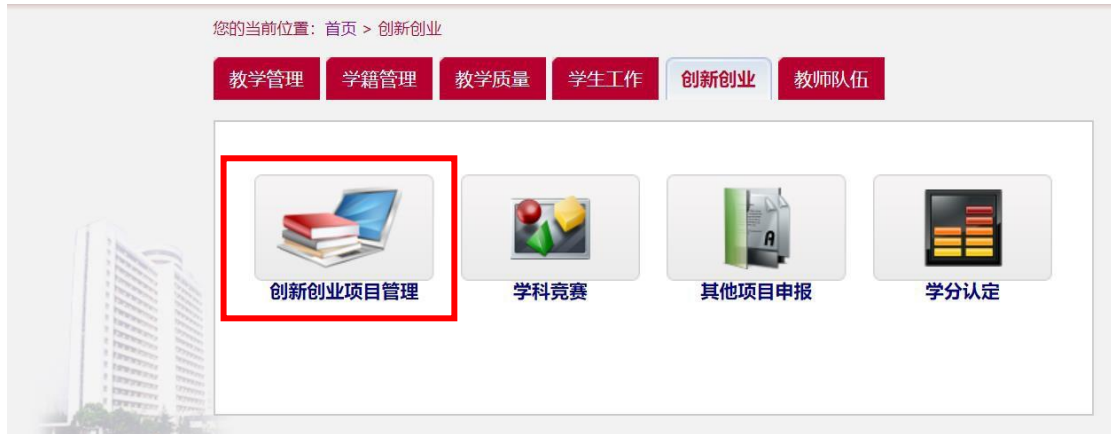 您的当前位置：首页 > 创新创业
教学管理 学籍管理 教学质量 学生工作 创新创业 教师队伍
创新创业项目管理 学科竞赛 其他项目申报 学分认定